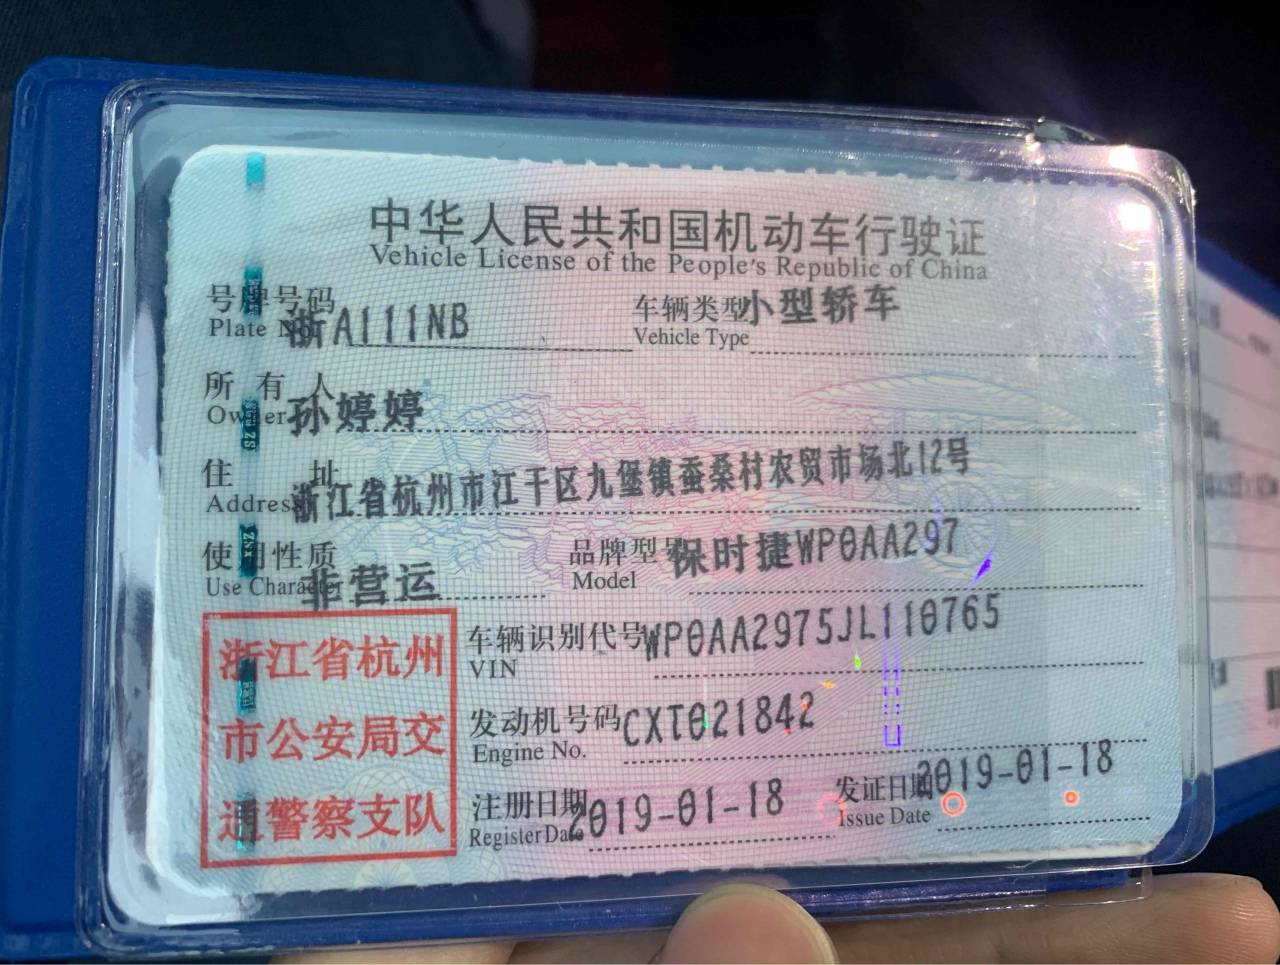 中华人民共和国机动车行驶证
Vehicle License of the People's Republic of China
号牌号码 浙A111NB 车辆类型 小型轿车
Plate No. Vehicle Type
所有人 孙婷婷
Owner
住址 浙江省杭州市江干区九堡镇蚕桑村农贸市场北12号
Address
使用性质 非营运 品牌型号 保时捷WP0AA297
Use Character Model
浙江省杭州
市公安局交
通警察支队
车辆识别代号 WP0AA2975JL110765
VIN
发动机号码 CXT021842
Engine No.
注册日期 2019-01-18 发证日期 2019-01-18
Register Date Issue Date